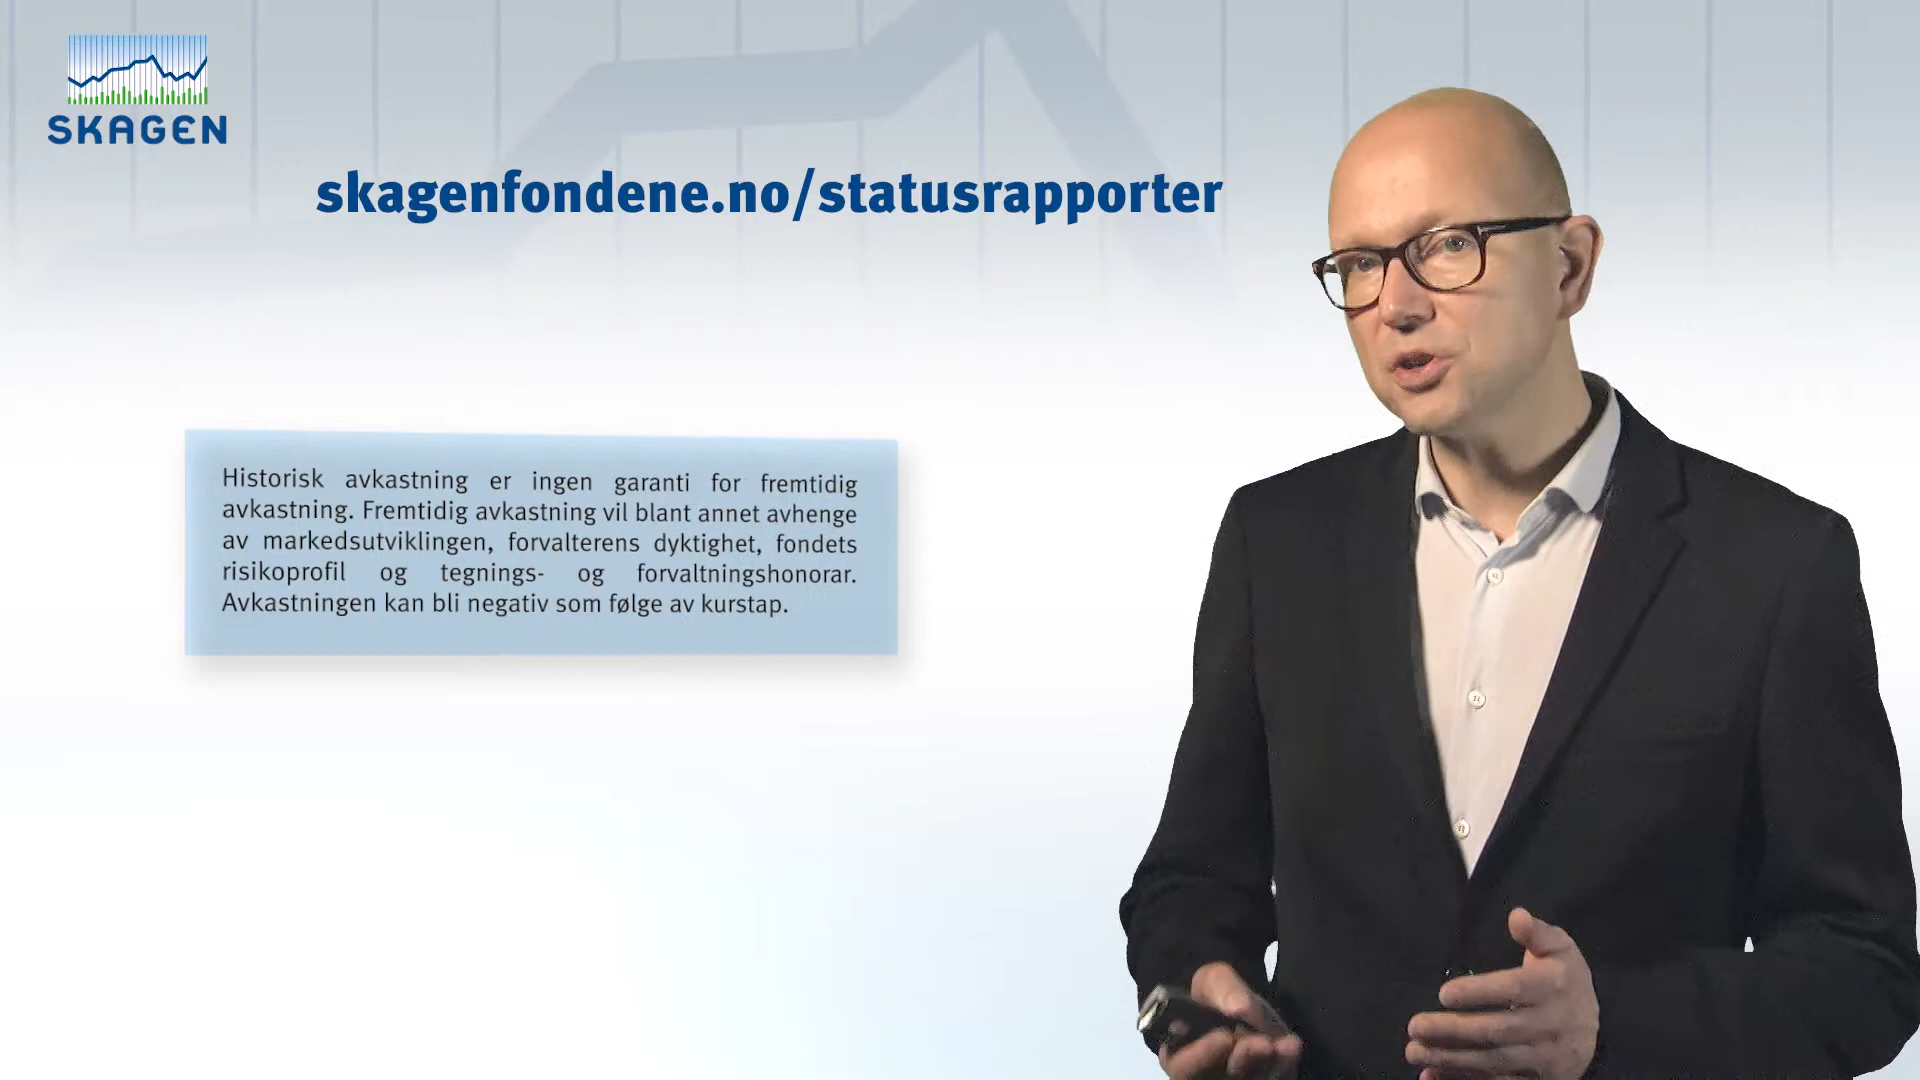 SKAGEN
skagenfondene.no/statusrapporter
Historisk avkastning er ingen garanti for fremtidig
avkastning. Fremtidig avkastning vil blant annet avhenge
av markedsutviklingen, forvalterens dyktighet, fondets
risikoprofil og tegnings- og forvaltningshonorar.
Avkastningen kan bli negativ som følge av kurstap.